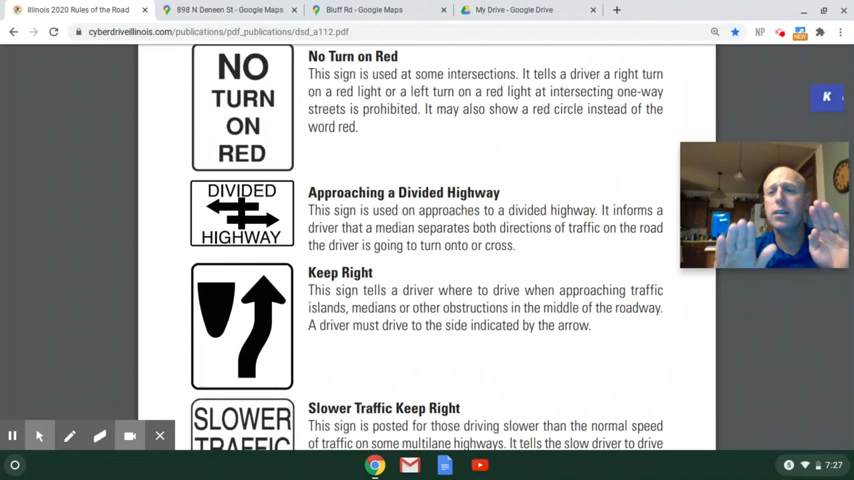 Illinois 2020 Rules of the Road
898 N Deneen St - Google Maps
Bluff Rd - Google Maps
My Drive - Google Drive
cyberdriveillinois.com/publications/pdf_publications/dsd_a112.pdf
NP
NEW
NO
TURN
ON
RED
No Turn on Red
This sign is used at some intersections. It tells a driver a right turn
on a red light or a left turn on a red light at intersecting one-way
streets is prohibited. It may also show a red circle instead of the
word red.
K
DIVIDED
HIGHWAY
Approaching a Divided Highway
This sign is used on approaches to a divided highway. It informs a
driver that a median separates both directions of traffic on the road
the driver is going to turn onto or cross.
Keep Right
This sign tells a driver where to drive when approaching traffic
islands, medians or other obstructions in the middle of the roadway.
A driver must drive to the side indicated by the arrow.
SLOWER
TRAFFIC
Slower Traffic Keep Right
This sign is posted for those driving slower than the normal speed
of traffic on some multilane highways. It tells the slow driver to drive
7:27